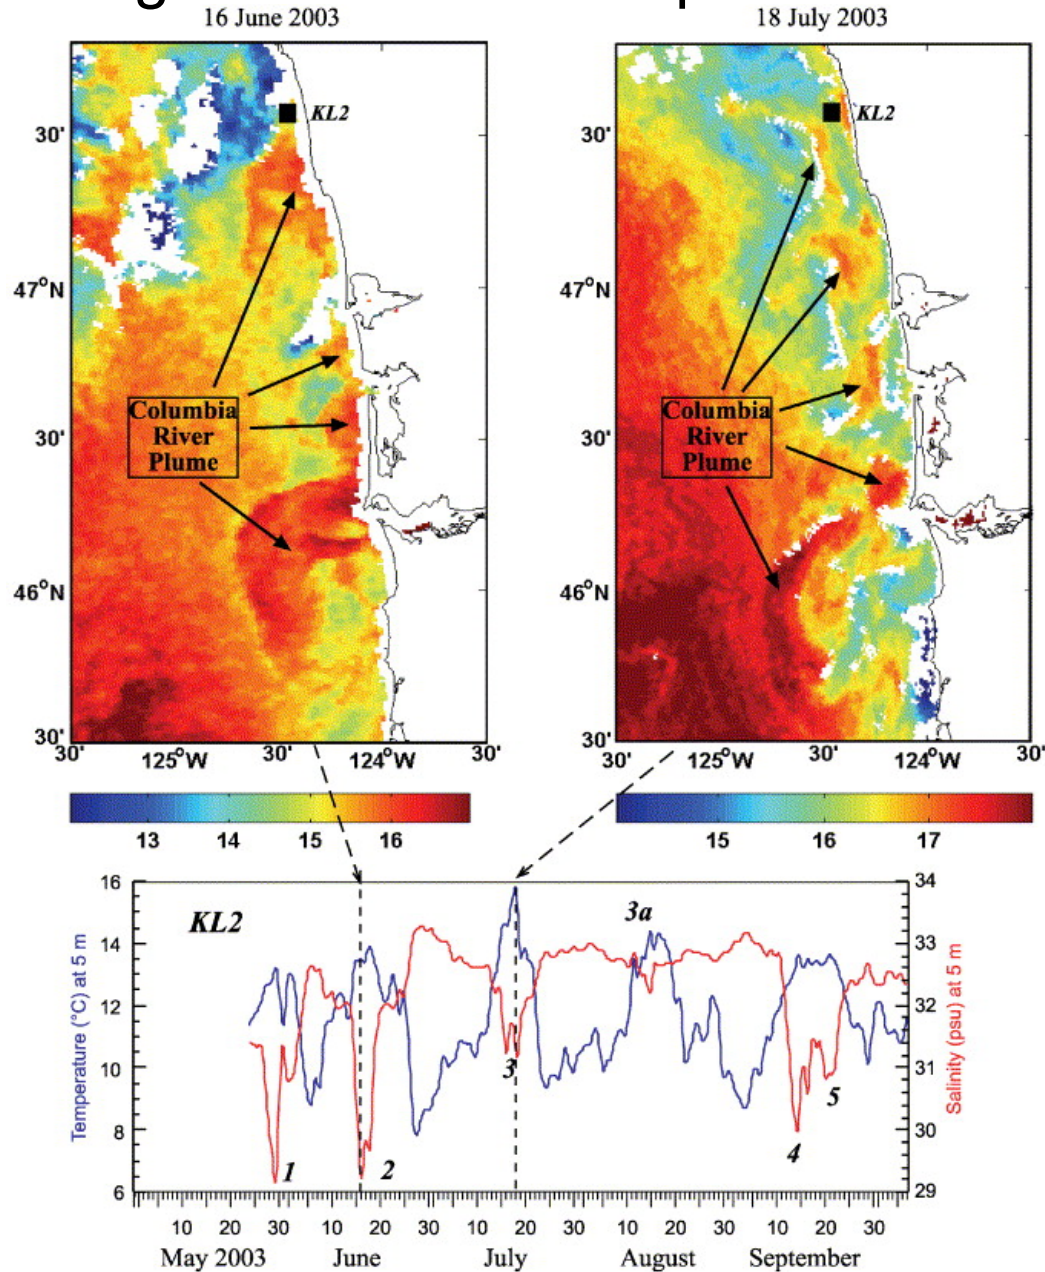 16 June 2003
18 July 2003
KL2
KL2
30'
30'
47°N
47°N
30'
30'
Columbia
River
Plume
Columbia
River
Plume
46°N
46°N
30'
30'
30'
125°W
30'
124°W
30'
30'
125°W
30'
124°W
30'
13
14
15
16
15
16
17
KL2
3a
1
2
3
4
5
Temperature (°C) at 5 m
16
14
12
10
8
6
Salinity (psu) at 5 m
34
33
32
31
30
29
10 20 30 10 20 30 10 20 30 10 20 30 10 20 30
May 2003 June July August September